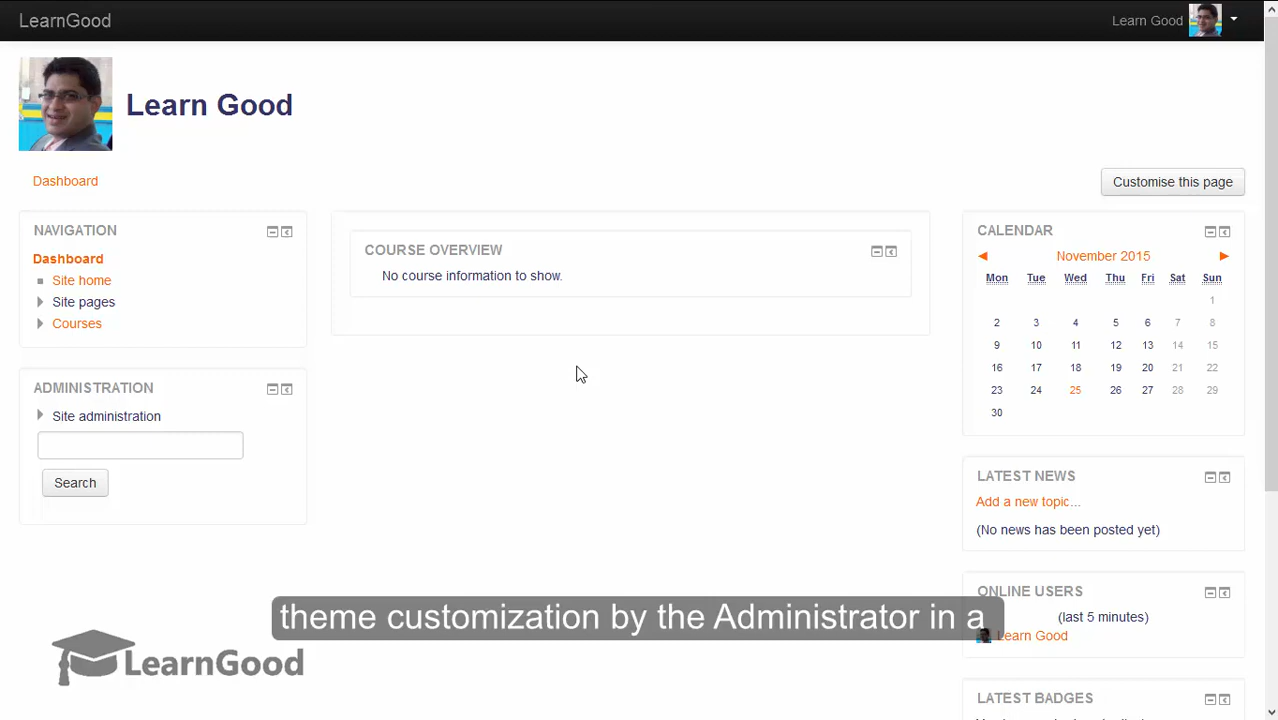 LearnGood
Learn Good
Learn Good
Dashboard
Customise this page
NAVIGATION
Dashboard
Site home
Site pages
Courses
ADMINISTRATION
Site administration
Search
COURSE OVERVIEW
No course information to show.
CALENDAR
◄ November 2015 ►
Mon Tue Wed Thu Fri Sat Sun
1
2 3 4 5 6 7 8
9 10 11 12 13 14 15
16 17 18 19 20 21 22
23 24 25 26 27 28 29
30
LATEST NEWS
Add a new topic...
(No news has been posted yet)
ONLINE USERS
(last 5 minutes)
Learn Good
LATEST BADGES
theme customization by the Administrator in a
LearnGood